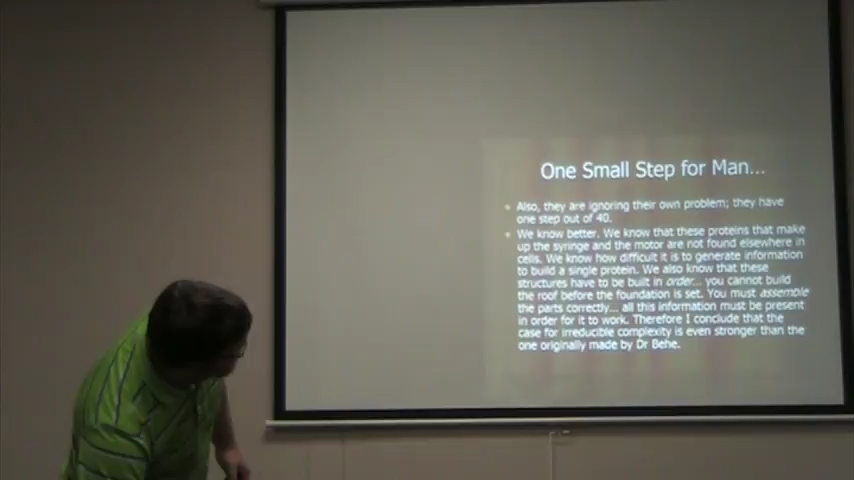 One Small Step for Man...
Also, they are ignoring their own problem; they have
one step out of 40.
We know better. We know that these proteins that make
up the syringe and the motor are not found elsewhere in
cells. We know how difficult it is to generate information
to build a single protein. We also know that these
structures have to be built in order... you cannot build
the roof before the foundation is set. You must assemble
the parts correctly... all this information must be present
in order for it to work. Therefore I conclude that the
case for irreducible complexity is even stronger than the
one originally made by Dr Behe.